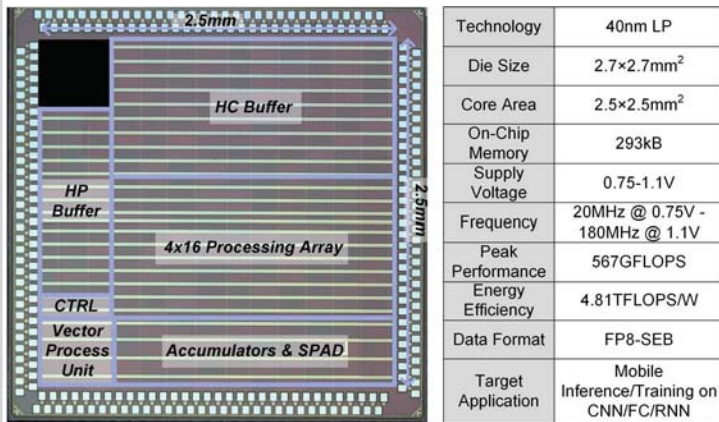 2.5mm
HC Buffer
HP
Buffer
2.5mm
4x16 Processing Array
CTRL
Vector
Process
Unit
Accumulators & SPAD
Technology 40nm LP
Die Size 2.7×2.7mm²
Core Area 2.5×2.5mm²
On-Chip
Memory 293kB
Supply
Voltage 0.75-1.1V
Frequency 20MHz @ 0.75V -
180MHz @ 1.1V
Peak
Performance 567GFLOPS
Energy
Efficiency 4.81TFLOPS/W
Data Format FP8-SEB
Target
Application Mobile
Inference/Training on
CNN/FC/RNN